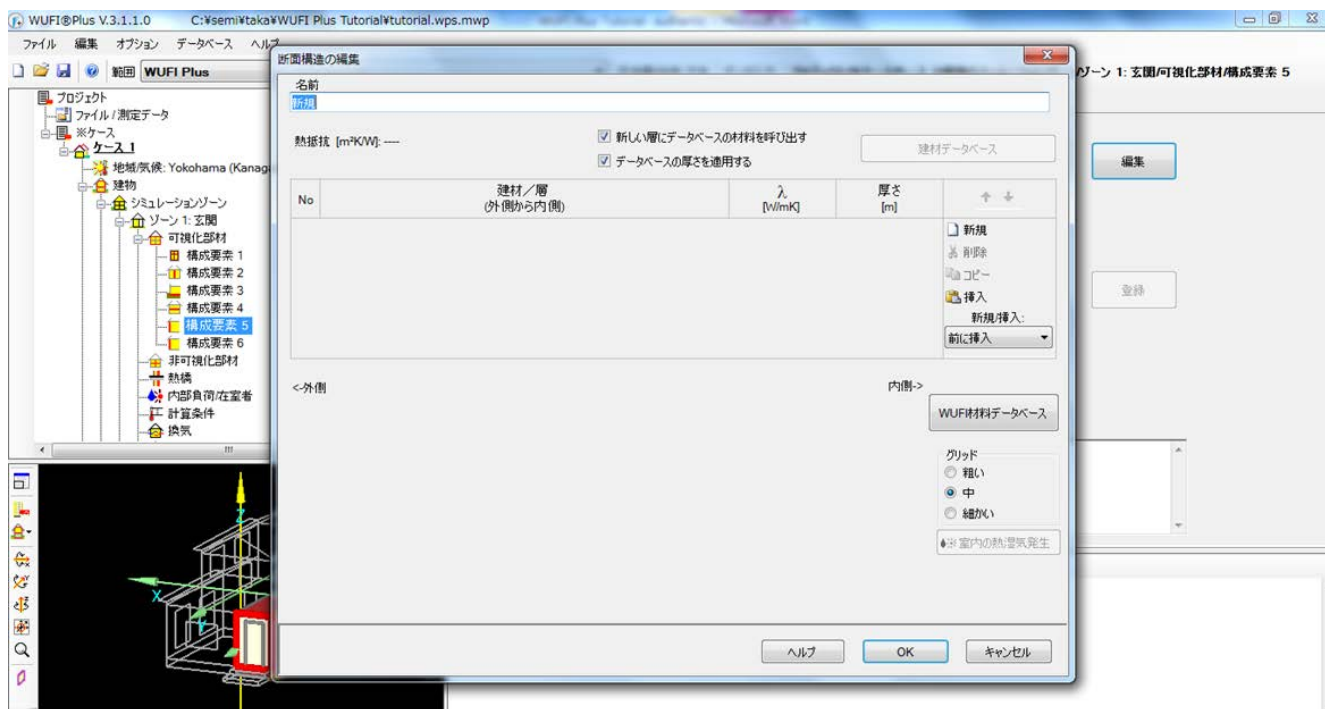 WUFI®Plus V.3.1.1.0 C:¥semi¥taka¥WUFI Plus Tutorial¥tutorial.wps.mwp
ファイル 編集 オプション データベース ヘルプ
範囲 WUFI Plus
/ゾーン 1: 玄関/可視化部材/構成要素 5
プロジェクト
ファイル / 測定データ
※ケース
ケース 1
地域/気候: Yokohama (Kanaga
建物
シミュレーションゾーン
ゾーン 1: 玄関
可視化部材
構成要素 1
構成要素 2
構成要素 3
構成要素 4
構成要素 5
構成要素 6
非可視化部材
熱橋
内部負荷/在室者
計算条件
換気
断面構造の編集
名前
新規
熱抵抗 [m²K/W]: ----
新しい層にデータベースの材料を呼び出す
データベースの厚さを適用する
建材データベース
No
建材／層
(外側から内側)
λ
[W/mK]
厚さ
[m]
新規
削除
コピー
挿入
新規/挿入:
前に挿入
<-外側
内側->
WUFI材料データベース
グリッド
粗い
中
細かい
※室内の熱湿気発生
ヘルプ
OK
キャンセル
編集
登録
Z
X
Y